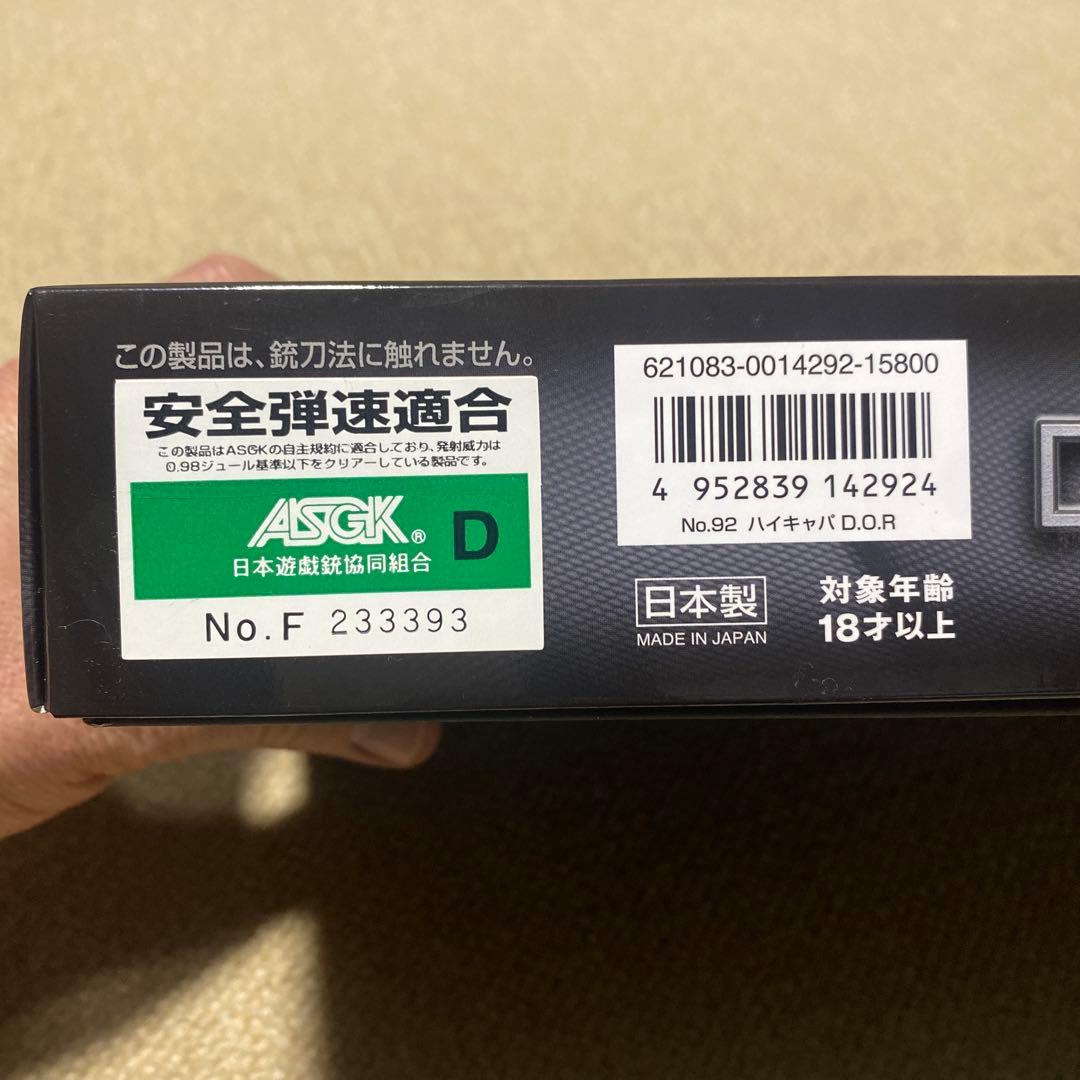 この製品は、銃刀法に触れません。
安全弾速適合
この製品はASGKの自主規約に適合しており、発射威力は
0.98ジュール基準以下をクリアーしている製品です。
ASGK® D
日本遊戯銃協同組合
No.F 233393
621083-0014292-15800
4 952839 142924
No.92 ハイキャパ D.O.R
日本製
MADE IN JAPAN
対象年齢
18才以上